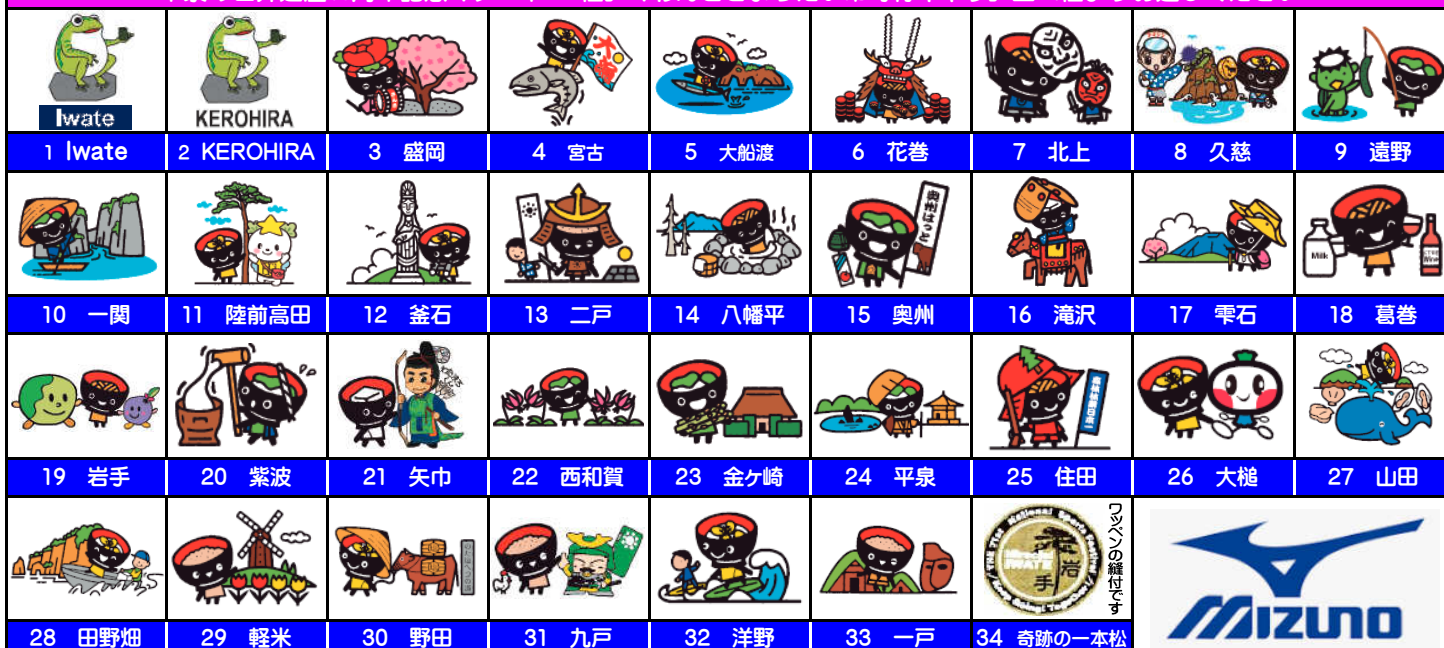 Iwate
KEROHIRA
大漁
1 Iwate
2 KEROHIRA
3 盛岡
4 宮古
5 大船渡
6 花巻
7 北上
8 久慈
9 遠野
奥州はっと
Milk
Wine
10 一関
11 陸前高田
12 釜石
13 二戸
14 八幡平
15 奥州
16 滝沢
17 雫石
18 葛巻
19 岩手
20 紫波
21 矢巾
22 西和賀
23 金ヶ崎
24 平泉
25 住田
26 大槌
27 山田
ワッペンの縫付です
岩手
MIZUNO
28 田野畑
29 軽米
30 野田
31 九戸
32 洋野
33 一戸
34 奇跡の一本松